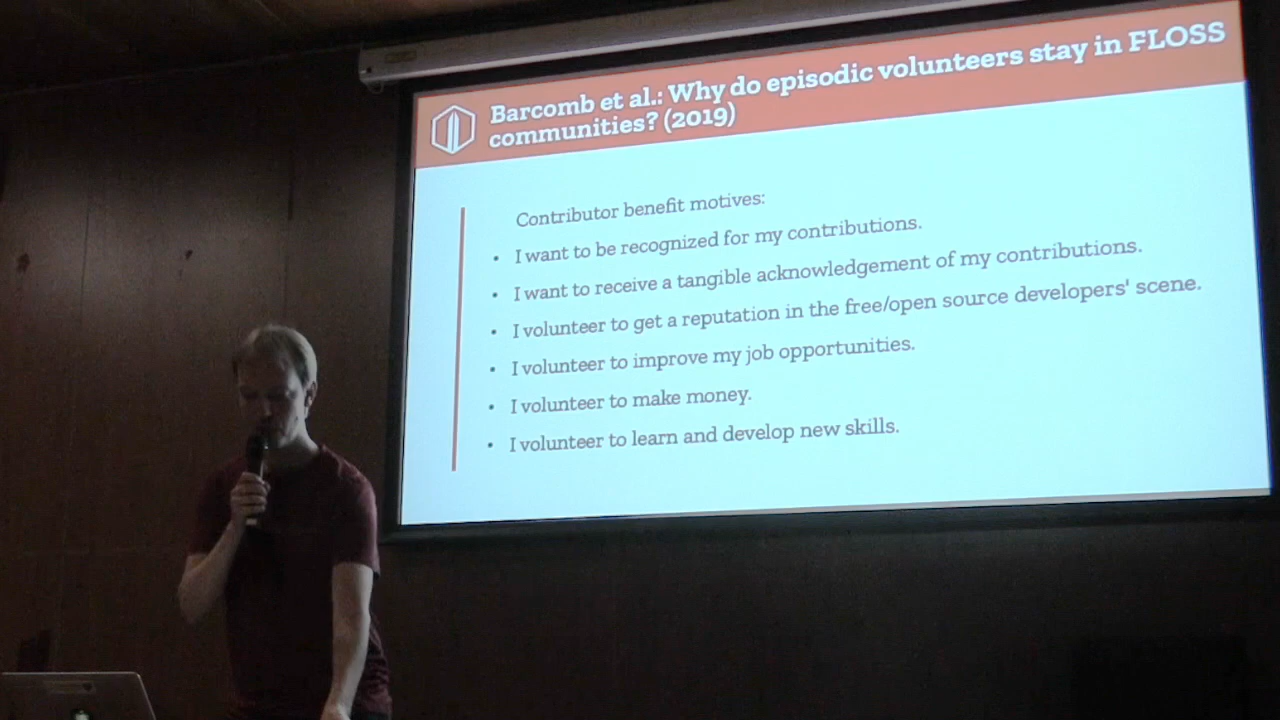 Barcomb et al.: Why do episodic volunteers stay in FLOSS
communities? (2019)
Contributor benefit motives:
• I want to be recognized for my contributions.
• I want to receive a tangible acknowledgement of my contributions.
• I volunteer to get a reputation in the free/open source developers' scene.
• I volunteer to improve my job opportunities.
• I volunteer to make money.
• I volunteer to learn and develop new skills.